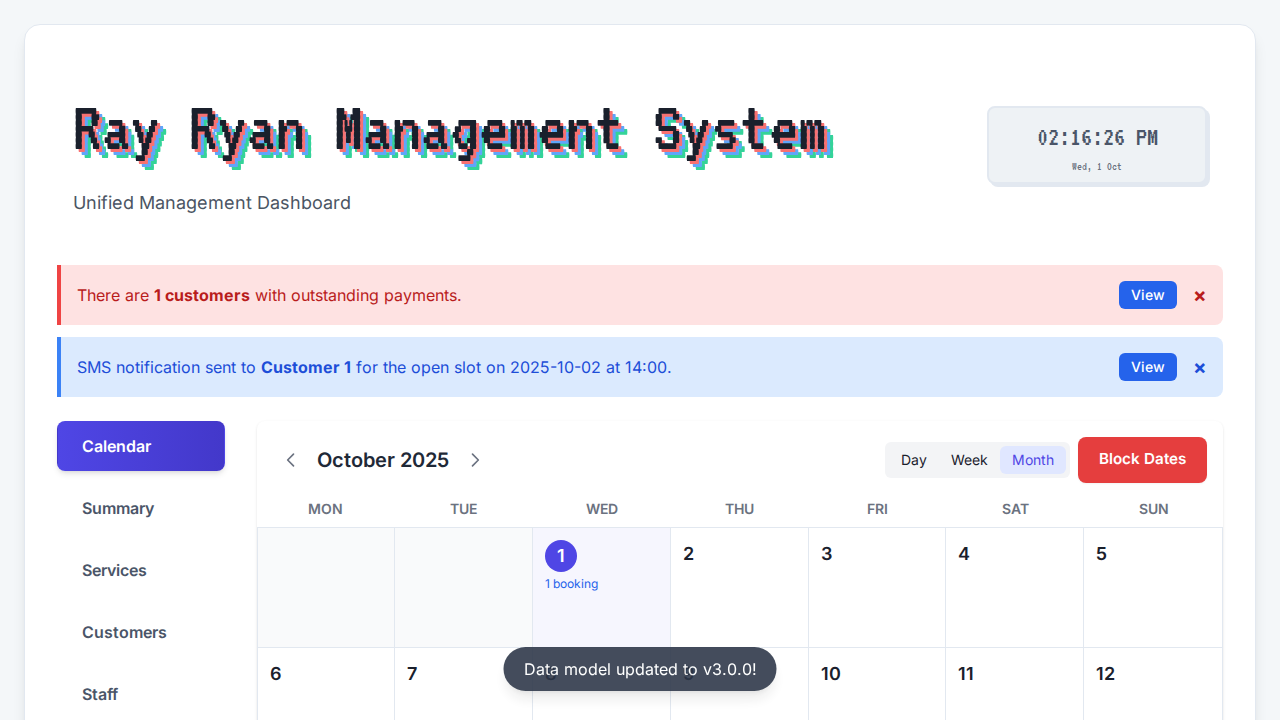 Ray Ryan Management System
02:16:26 PM
Wed, 1 Oct
Unified Management Dashboard
There are 1 customers with outstanding payments.
View ×
SMS notification sent to Customer 1 for the open slot on 2025-10-02 at 14:00.
View ×
Calendar
Summary
Services
Customers
Staff
October 2025
Day Week Month
Block Dates
MON TUE WED THU FRI SAT SUN
1 2 3 4 5
1 booking
6 7 10 11 12
Data model updated to v3.0.0!